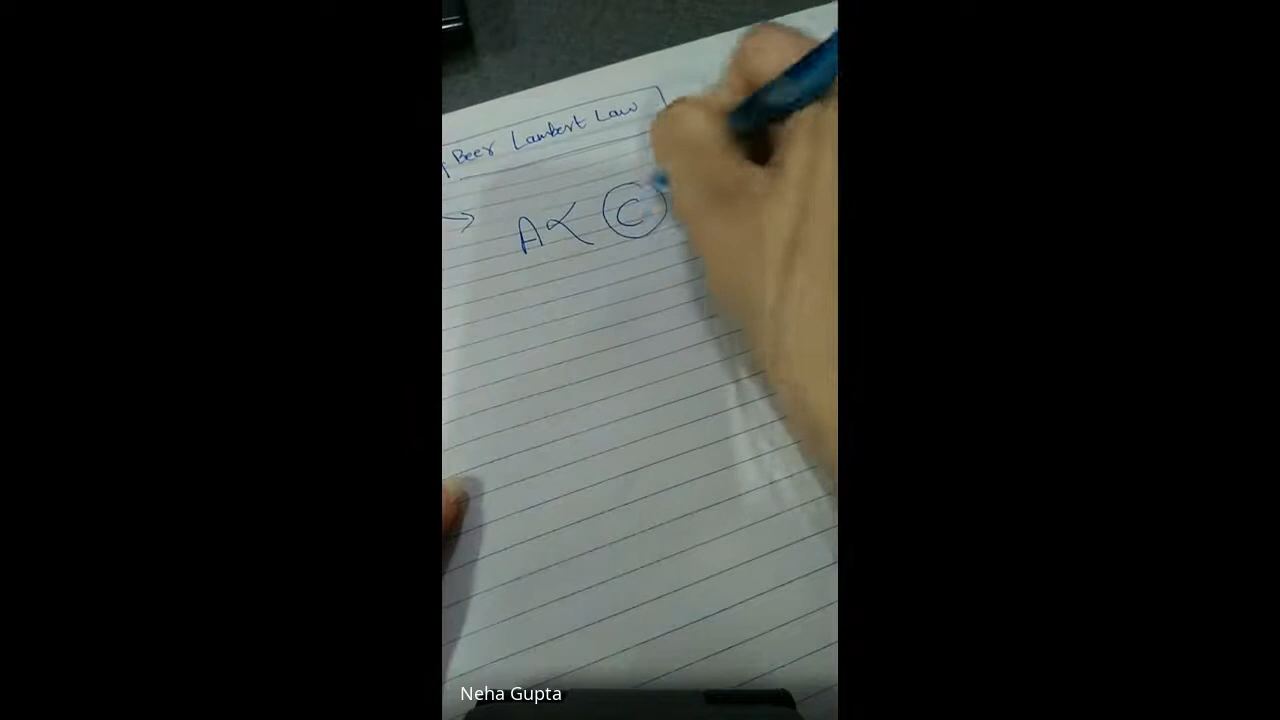 Beer Lambert Law
→ A ∝ C
Neha Gupta